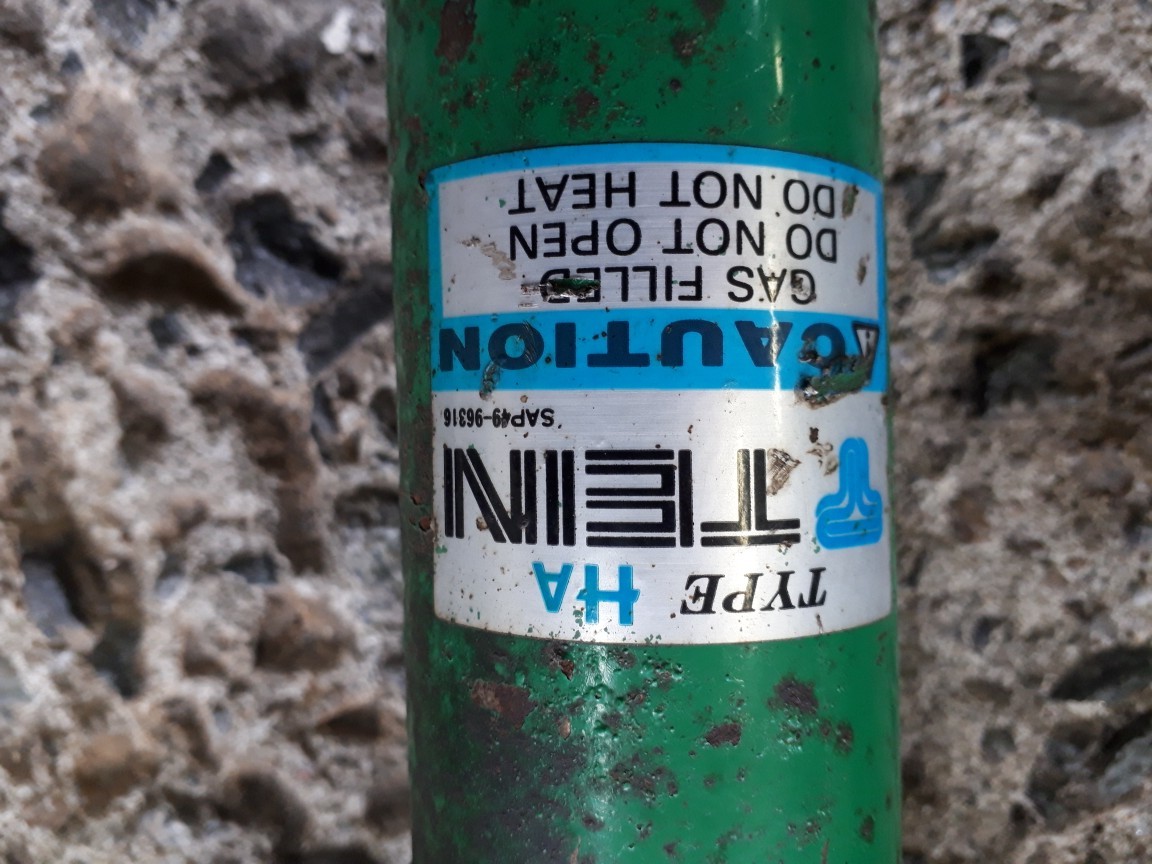 TYPE HA
TEIN
SAP49-96316
CAUTION
GAS FILLED
DO NOT OPEN
DO NOT HEAT